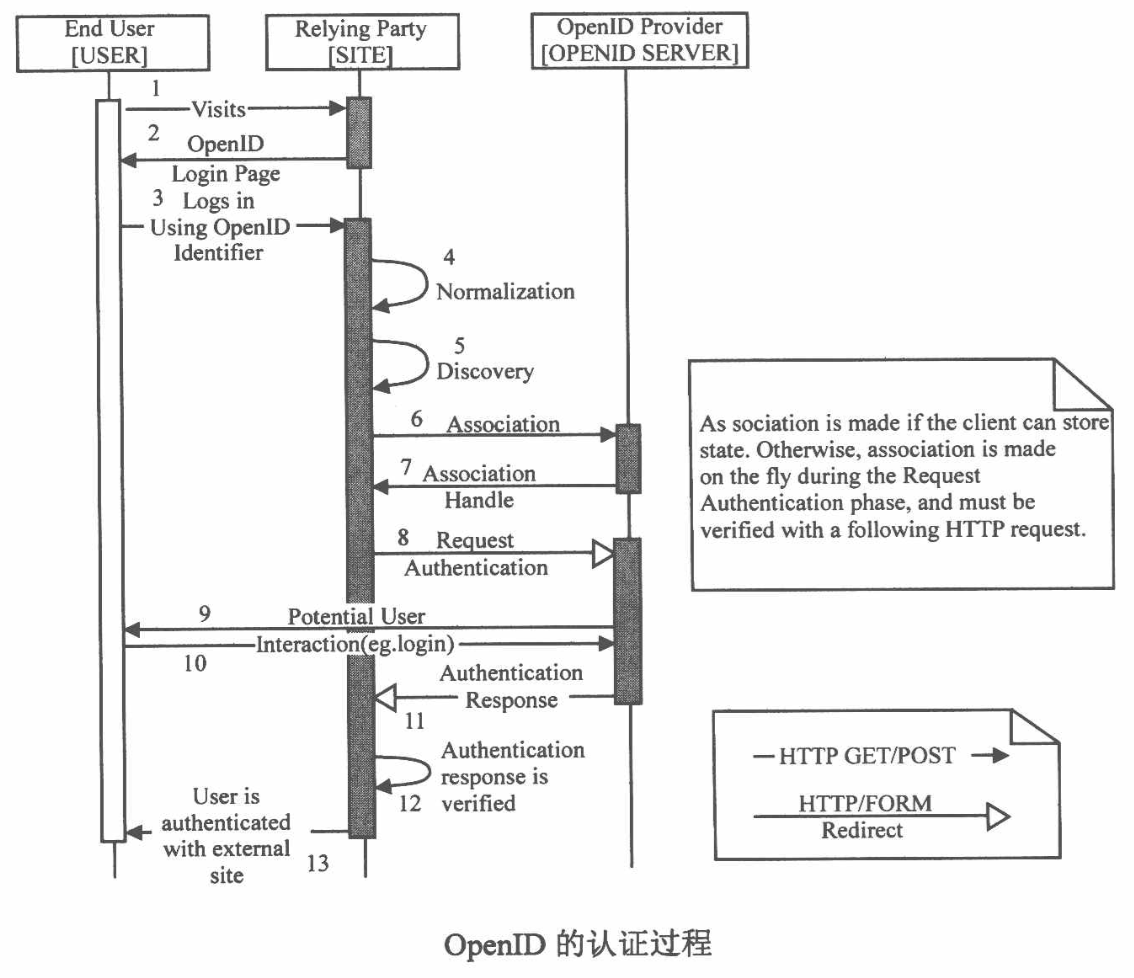 End User
[USER]
Relying Party
[SITE]
OpenID Provider
[OPENID SERVER]
1
Visits
2
OpenID
Login Page
3
Logs in
Using OpenID
Identifier
4
Normalization
5
Discovery
6
Association
7
Association
Handle
8
Request
Authentication
9
Potential User
Interaction(eg.login)
10
Authentication
Response
11
Authentication
response is
verified
12
User is
authenticated
with external
site
13
As sociation is made if the client can store
state. Otherwise, association is made
on the fly during the Request
Authentication phase, and must be
verified with a following HTTP request.
HTTP GET/POST
HTTP/FORM
Redirect
OpenID 的认证过程